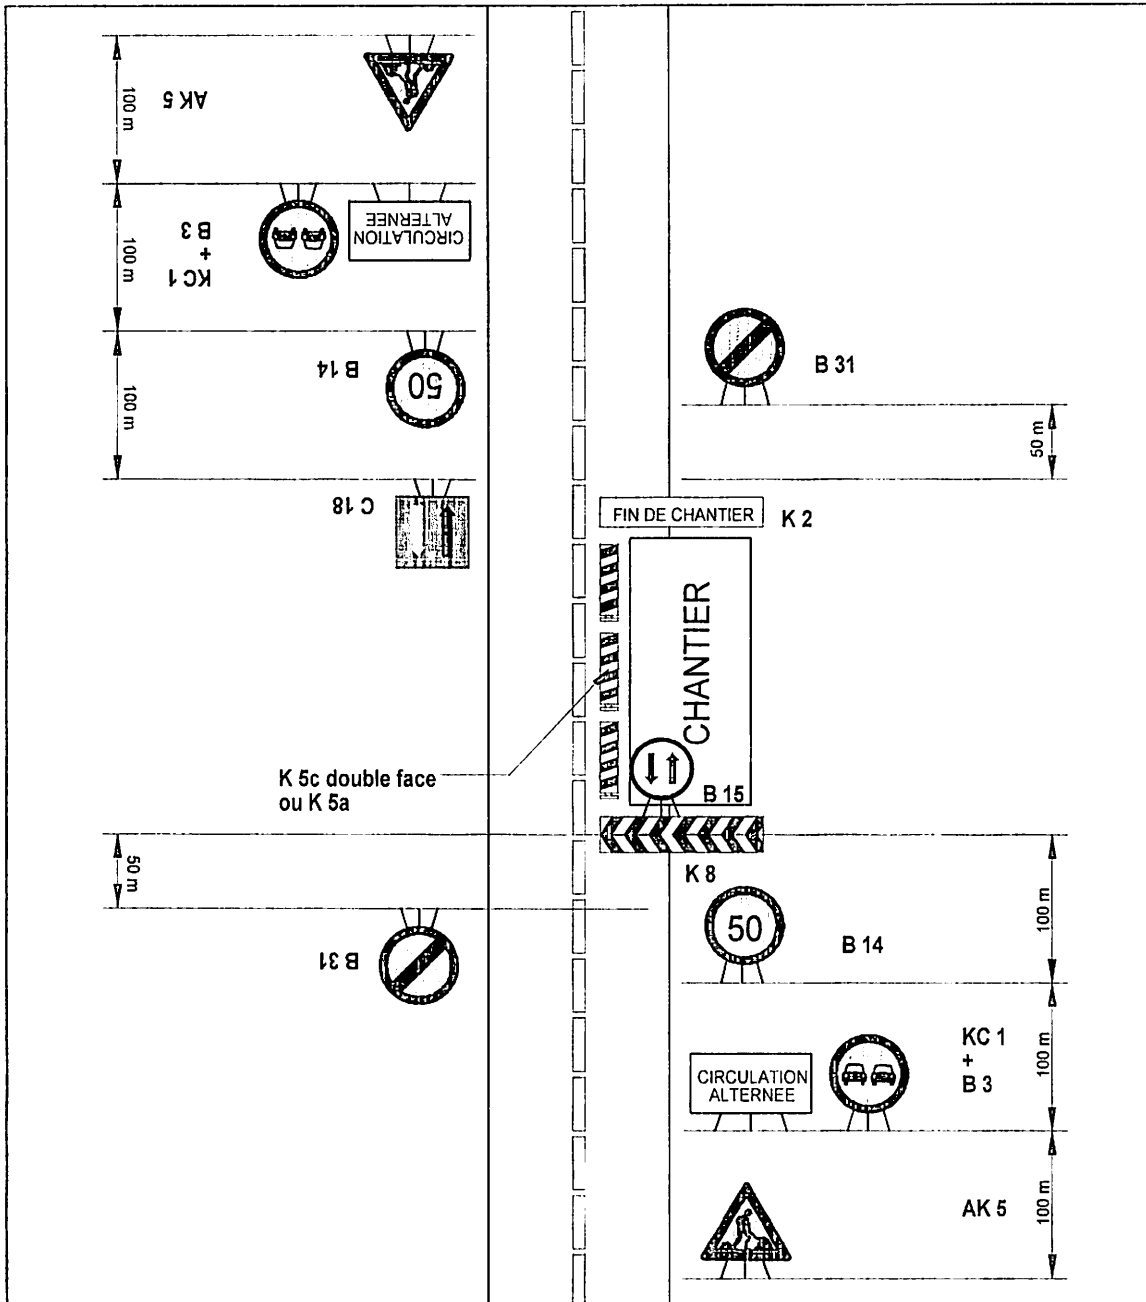 100 m
AK 5
100 m
B 3
+
KC 1
CIRCULATION
ALTERNEE
100 m
B 14
50
B 31
50 m
C 18
FIN DE CHANTIER
K 2
CHANTIER
K 5c double face
ou K 5a
B 15
K 8
50 m
B 31
50
B 14
100 m
CIRCULATION
ALTERNEE
KC 1
+
B 3
100 m
AK 5
100 m